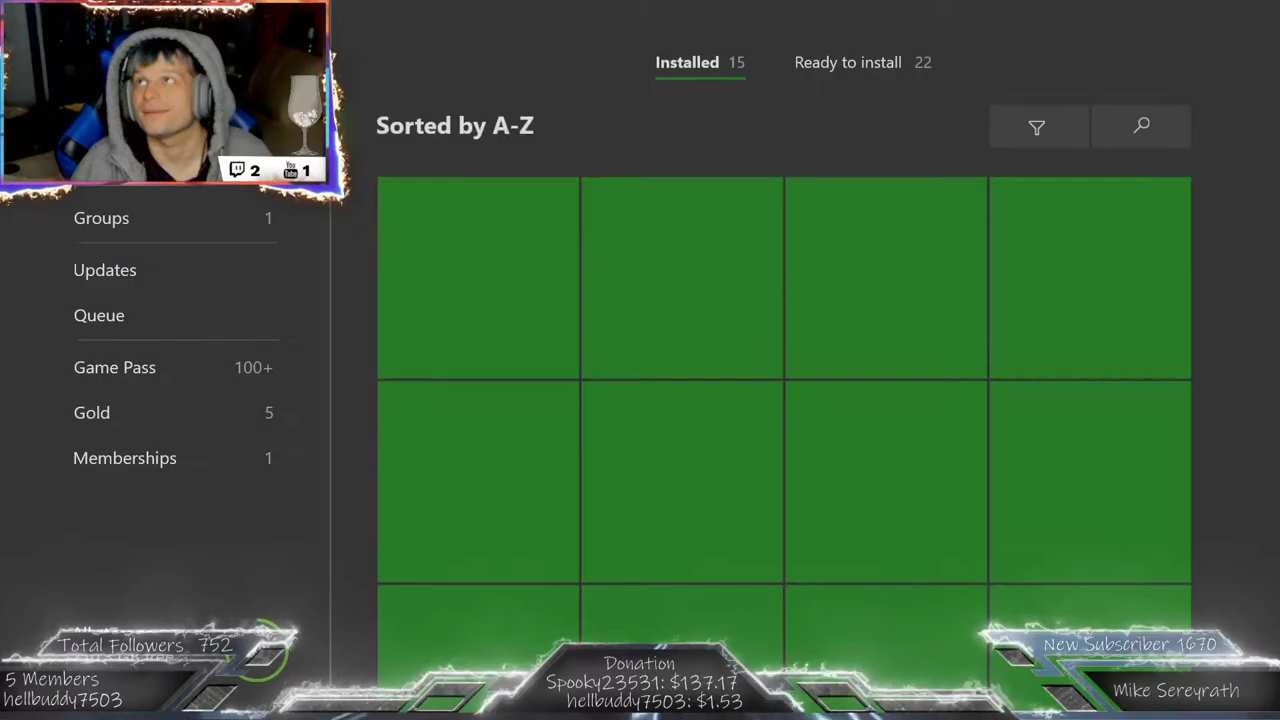 Installed 15
Ready to install 22
Sorted by A-Z
2
You Tube 1
Groups 1
Updates
Queue
Game Pass 100+
Gold 5
Memberships 1
Total Followers 752
5 Members
hellbuddy7503
Donation
Spooky23531: $137.17
hellbuddy7503: $1.53
New Subscriber 1670
Mike Sereyrath